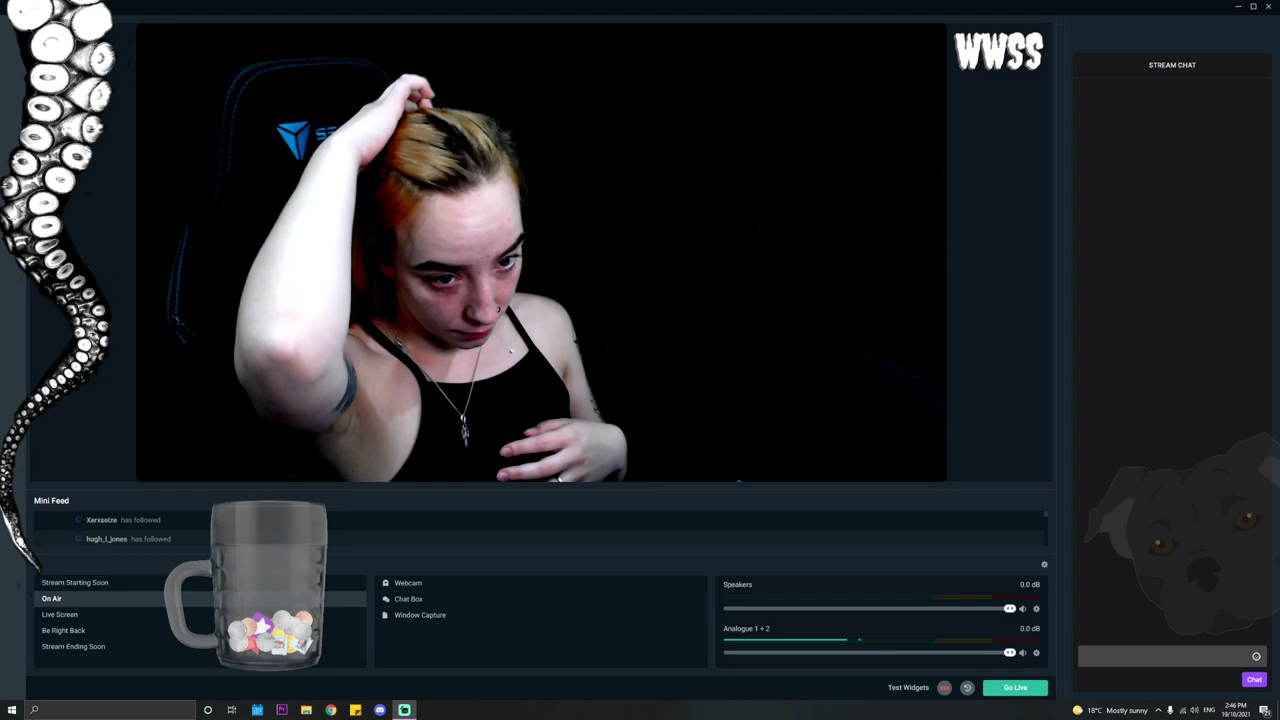 WWSS
STREAM CHAT
Mini Feed
Xerxseize has followed
hugh_l_jones has followed
Stream Starting Soon
On Air
Live Screen
Be Right Back
Stream Ending Soon
Webcam
Chat Box
Window Capture
Speakers
0.0 dB
Analogue 1 + 2
0.0 dB
Test Widgets
Go Live
Chat
18°C Mostly sunny
ENG
2:46 PM
19/10/2021